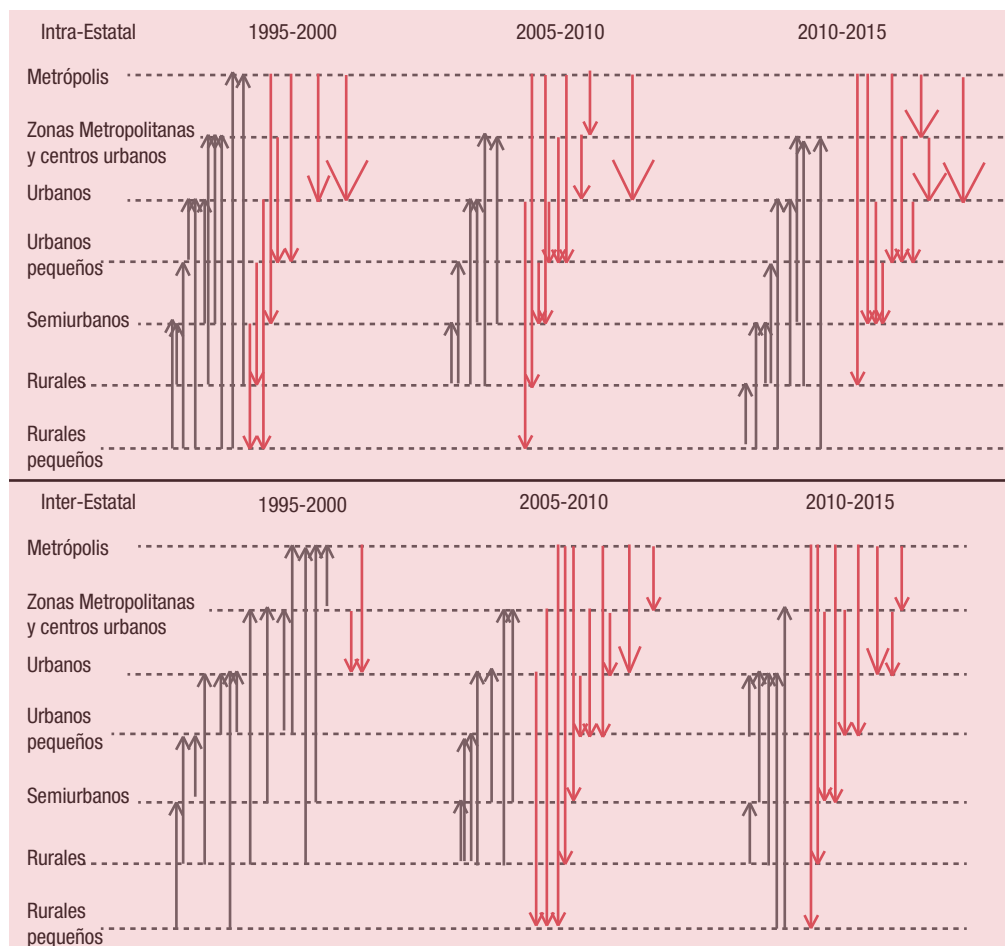 Intra-Estatal 1995-2000 2005-2010 2010-2015
Metrópolis
Zonas Metropolitanas
y centros urbanos
Urbanos
Urbanos
pequeños
Semiurbanos
Rurales
Rurales
pequeños
Inter-Estatal 1995-2000 2005-2010 2010-2015
Metrópolis
Zonas Metropolitanas
y centros urbanos
Urbanos
Urbanos
pequeños
Semiurbanos
Rurales
Rurales
pequeños